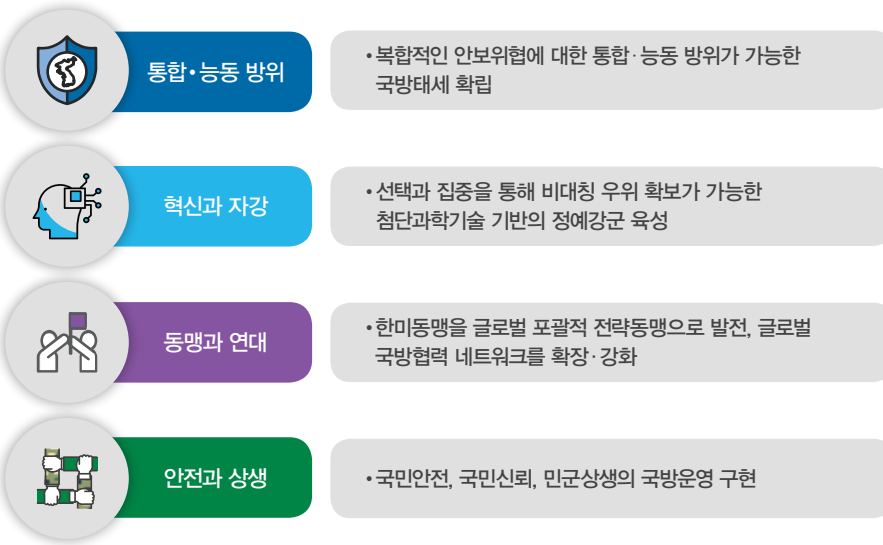 통합•능동 방위
•복합적인 안보위협에 대한 통합·능동 방위가 가능한
국방태세 확립
혁신과 자강
•선택과 집중을 통해 비대칭 우위 확보가 가능한
첨단과학기술 기반의 정예강군 육성
동맹과 연대
•한미동맹을 글로벌 포괄적 전략동맹으로 발전, 글로벌
국방협력 네트워크를 확장·강화
안전과 상생
•국민안전, 국민신뢰, 민군상생의 국방운영 구현